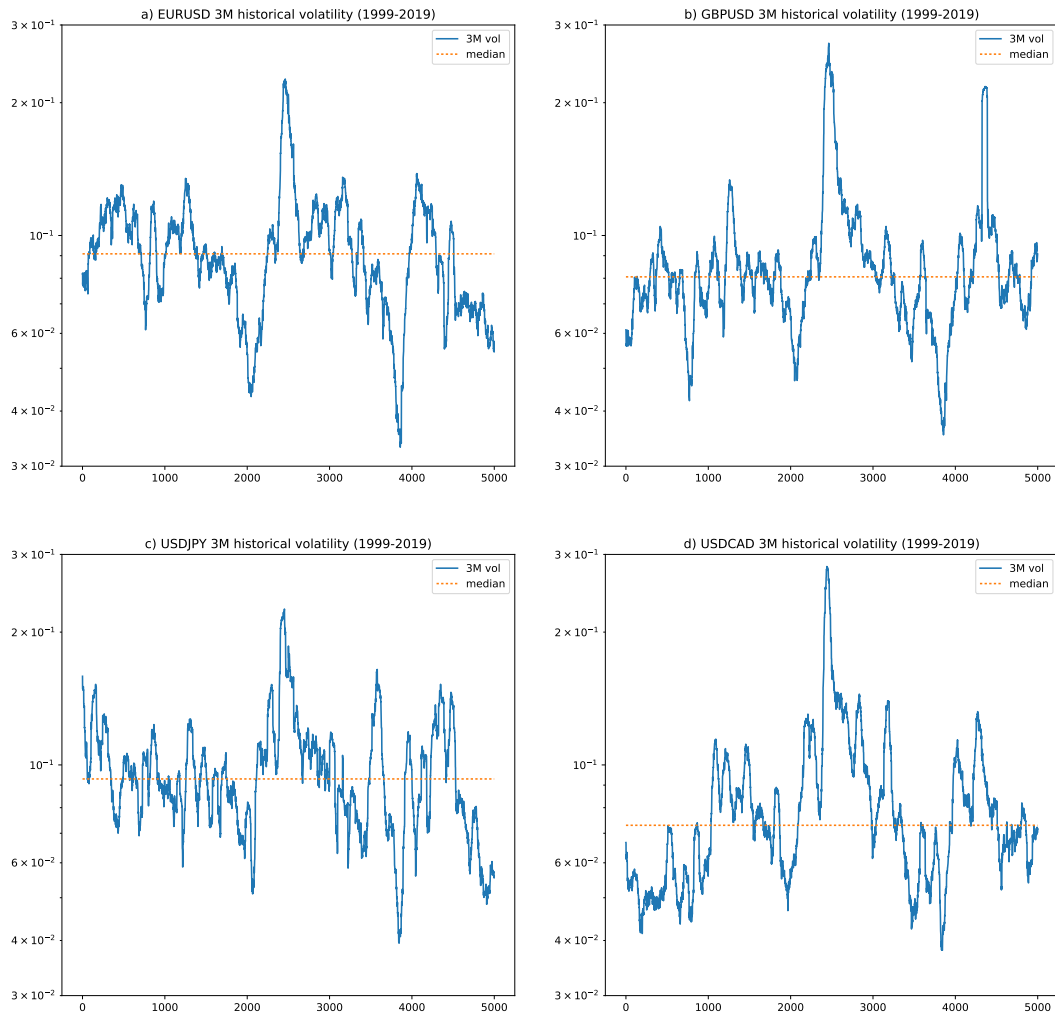 a) EURUSD 3M historical volatility (1999-2019)
3 × 10⁻¹
2 × 10⁻¹
10⁻¹
6 × 10⁻²
4 × 10⁻²
3 × 10⁻²
3M vol
median
0 1000 2000 3000 4000 5000
b) GBPUSD 3M historical volatility (1999-2019)
3 × 10⁻¹
2 × 10⁻¹
10⁻¹
6 × 10⁻²
4 × 10⁻²
3 × 10⁻²
3M vol
median
0 1000 2000 3000 4000 5000
c) USDJPY 3M historical volatility (1999-2019)
3 × 10⁻¹
2 × 10⁻¹
10⁻¹
6 × 10⁻²
4 × 10⁻²
3 × 10⁻²
3M vol
median
0 1000 2000 3000 4000 5000
d) USDCAD 3M historical volatility (1999-2019)
3 × 10⁻¹
2 × 10⁻¹
10⁻¹
6 × 10⁻²
4 × 10⁻²
3 × 10⁻²
3M vol
median
0 1000 2000 3000 4000 5000